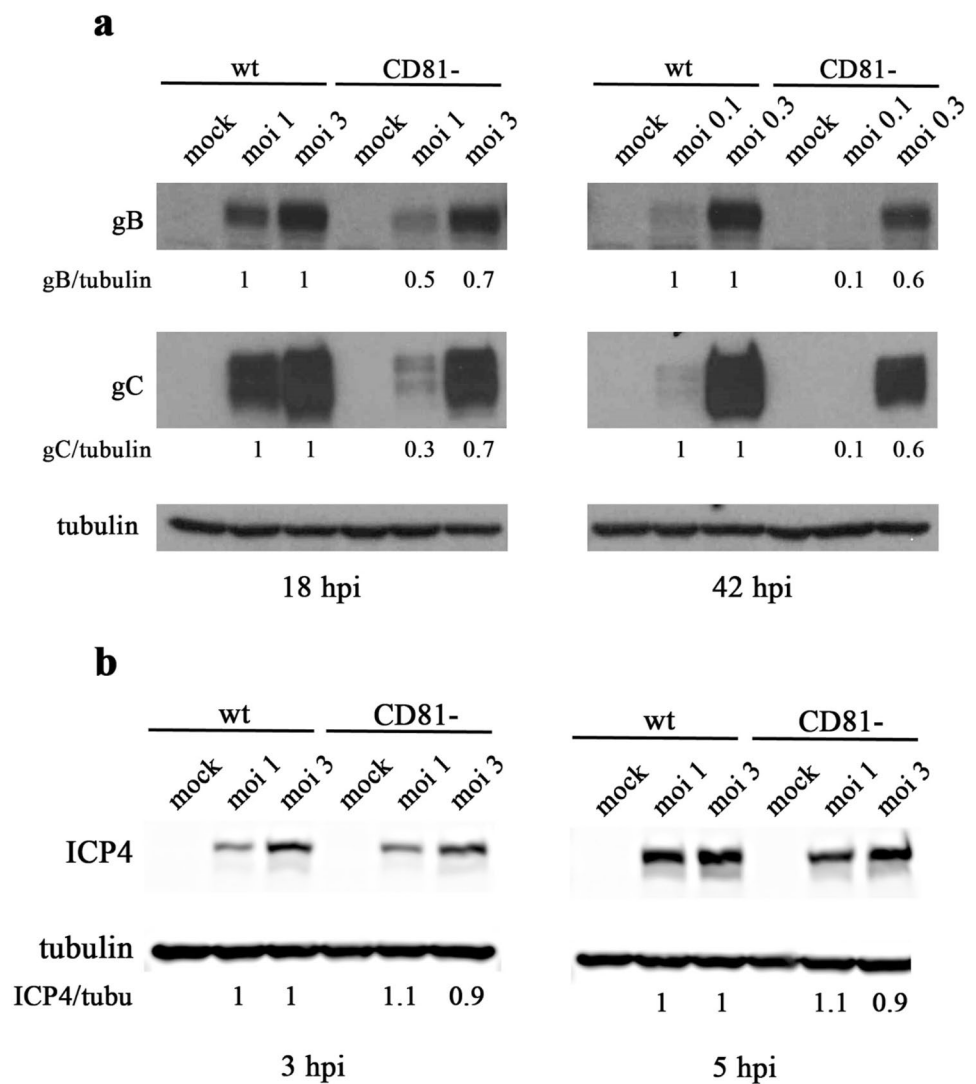 a
wt CD81- wt CD81-
mock moi 1 moi 3 mock moi 1 moi 3 mock moi 0.1 moi 0.3 mock moi 0.1 moi 0.3
gB
gB/tubulin 1 1 0.5 0.7 1 1 0.1 0.6
gC
gC/tubulin 1 1 0.3 0.7 1 1 0.1 0.6
tubulin
18 hpi 42 hpi
b
wt CD81- wt CD81-
mock moi 1 moi 3 mock moi 1 moi 3 mock moi 1 moi 3 mock moi 1 moi 3
ICP4
tubulin
ICP4/tubu 1 1 1.1 0.9 1 1 1.1 0.9
3 hpi 5 hpi